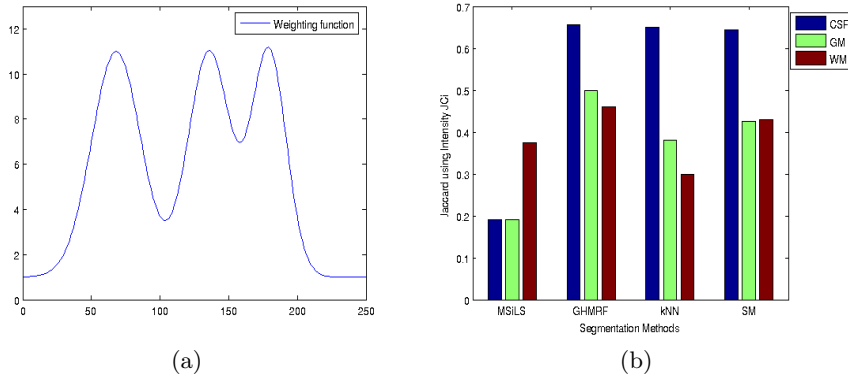 Weighting function
12
10
8
6
4
2
0
0 50 100 150 200 250
(a)
0.7
0.6
0.5
0.4
0.3
0.2
0.1
0
Jaccard using Intensity JCi
CSF
GM
WM
MSiLS GHMRF kNN SM
Segmentation Methods
(b)